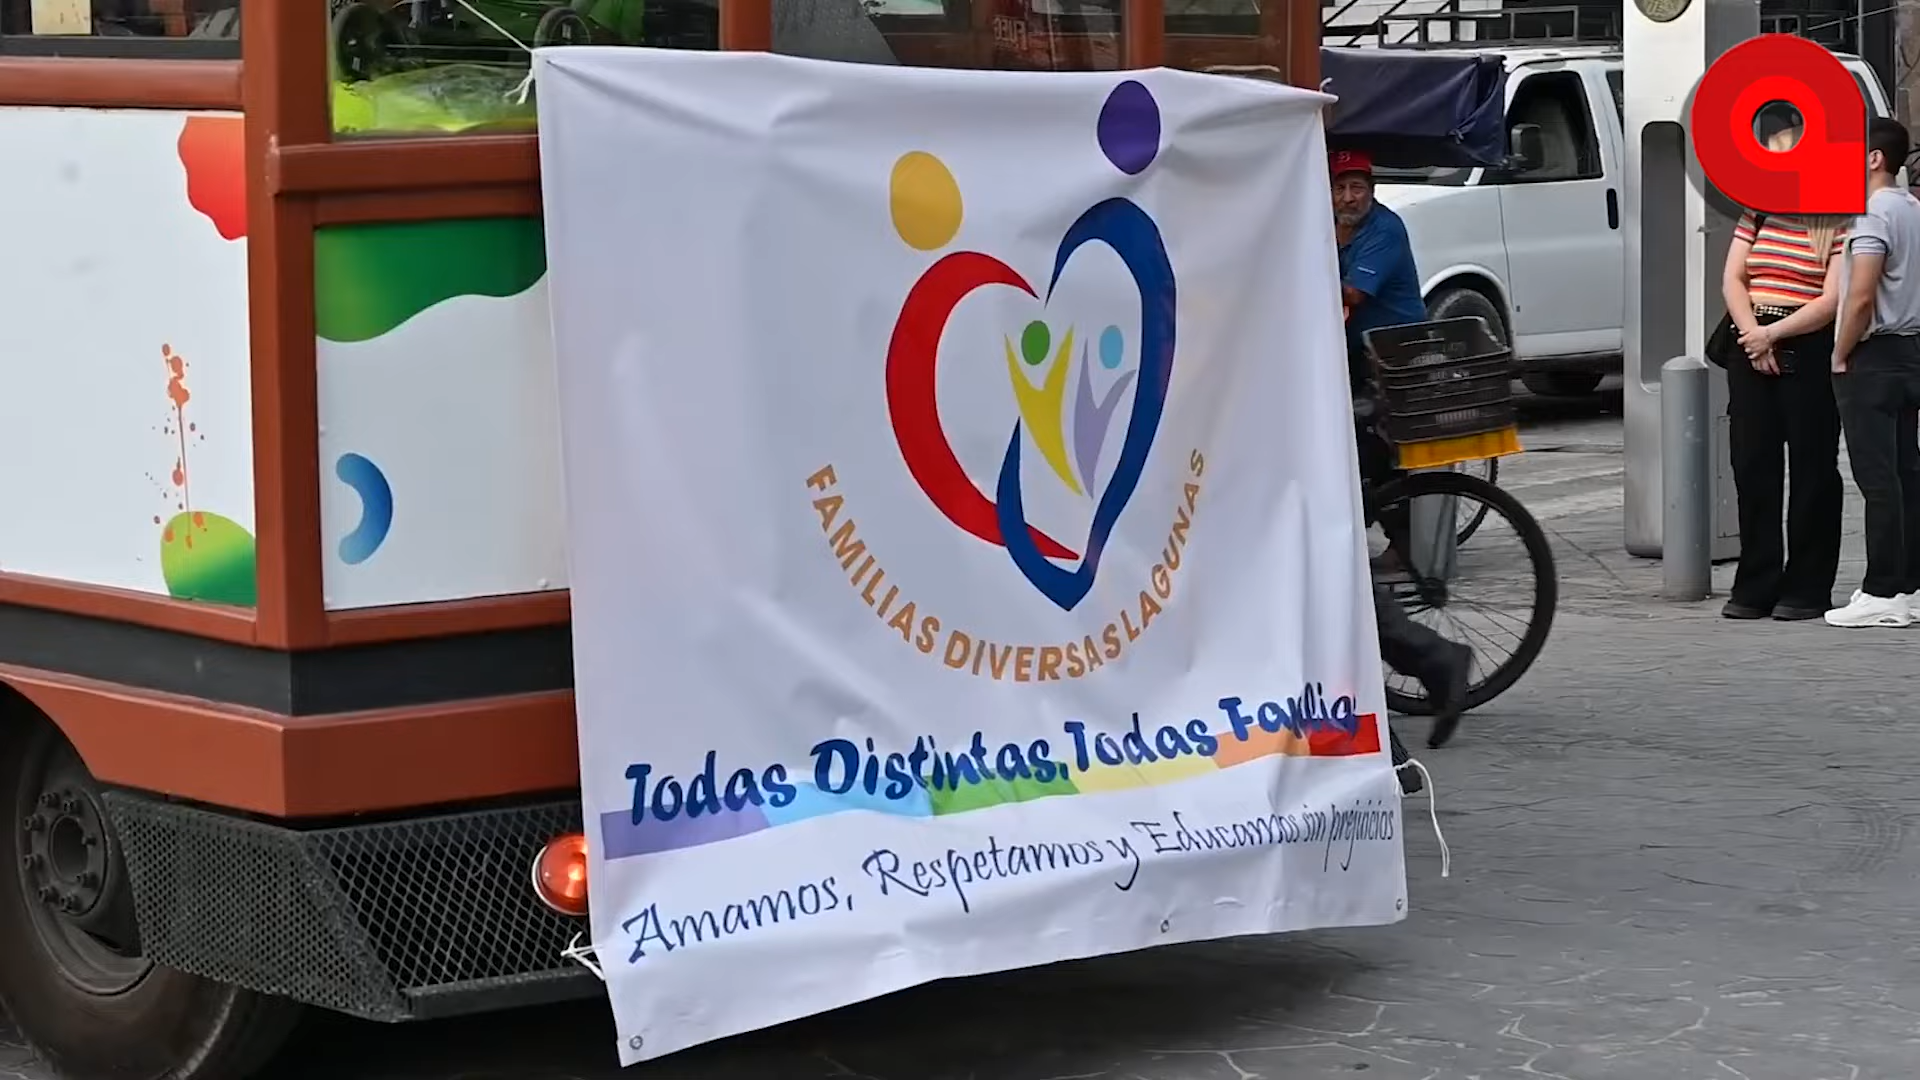 FAMILIAS DIVERSAS LAGUNAS
Todas Distintas, Todas Familia
Amamos, Respetamos y Educamos sin prejuicios